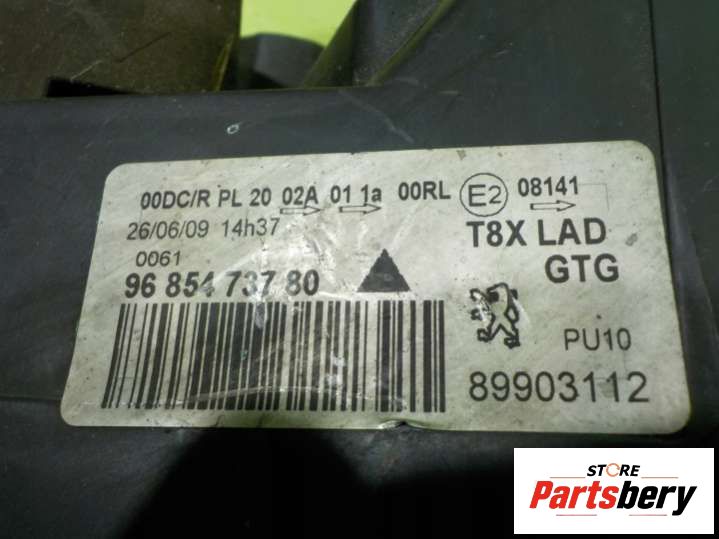 00DC/R PL 20 02A 01 1a 00RL E2 08141
26/06/09 14h37
0061
T8X LAD
GTG
96 854 737 80
PU10
89903112
STORE
Partsbery